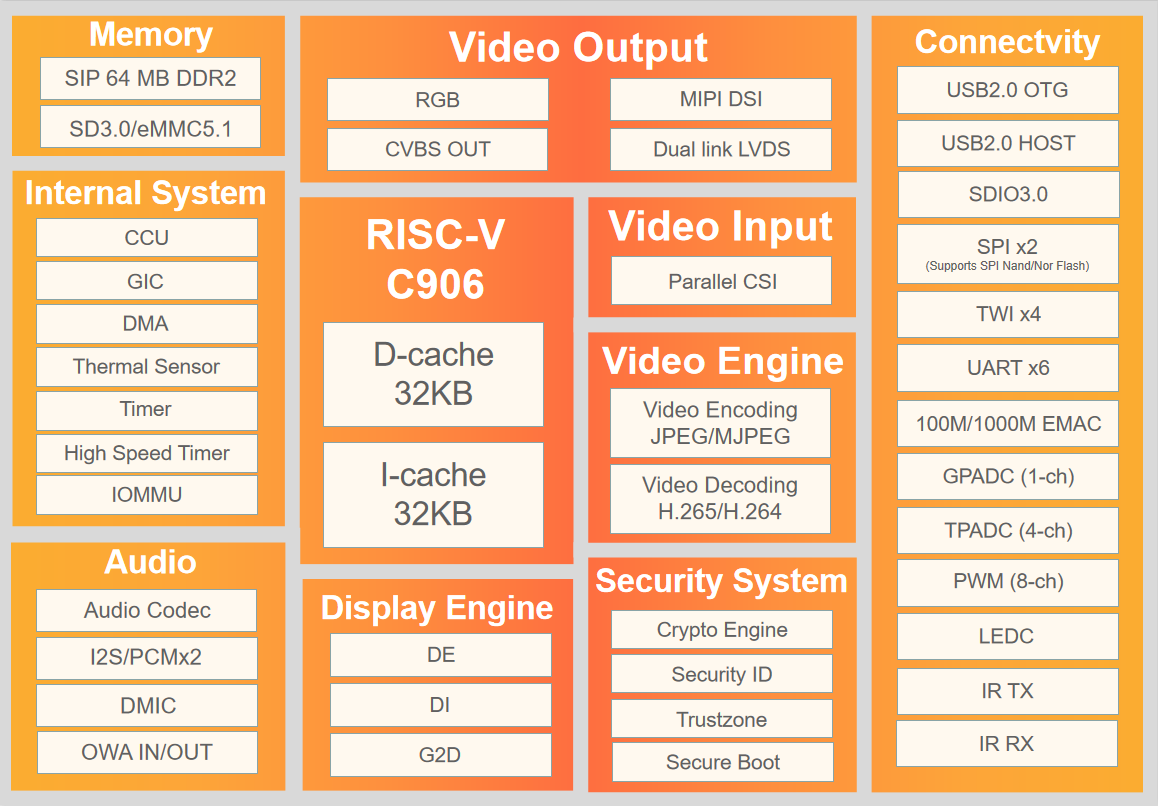 Memory
SIP 64 MB DDR2
SD3.0/eMMC5.1
Internal System
CCU
GIC
DMA
Thermal Sensor
Timer
High Speed Timer
IOMMU
Audio
Audio Codec
I2S/PCMx2
DMIC
OWA IN/OUT
Video Output
RGB
MIPI DSI
CVBS OUT
Dual link LVDS
RISC-V
C906
D-cache
32KB
I-cache
32KB
Display Engine
DE
DI
G2D
Video Input
Parallel CSI
Video Engine
Video Encoding
JPEG/MJPEG
Video Decoding
H.265/H.264
Security System
Crypto Engine
Security ID
Trustzone
Secure Boot
Connectvity
USB2.0 OTG
USB2.0 HOST
SDIO3.0
SPI x2
(Supports SPI Nand/Nor Flash)
TWI x4
UART x6
100M/1000M EMAC
GPADC (1-ch)
TPADC (4-ch)
PWM (8-ch)
LEDC
IR TX
IR RX